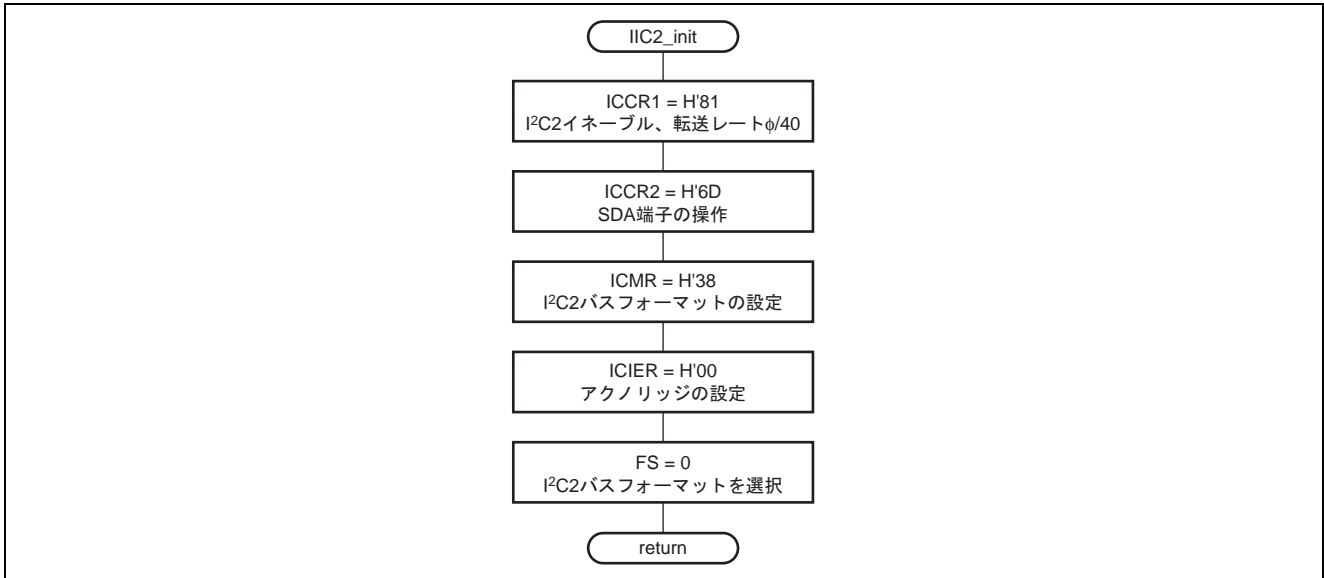 IIC2_init
ICCR1 = H'81
I²C2イネーブル、転送レートφ/40
ICCR2 = H'6D
SDA端子の操作
ICMR = H'38
I²C2バスフォーマットの設定
ICIER = H'00
アクノリッジの設定
FS = 0
I²C2バスフォーマットを選択
return